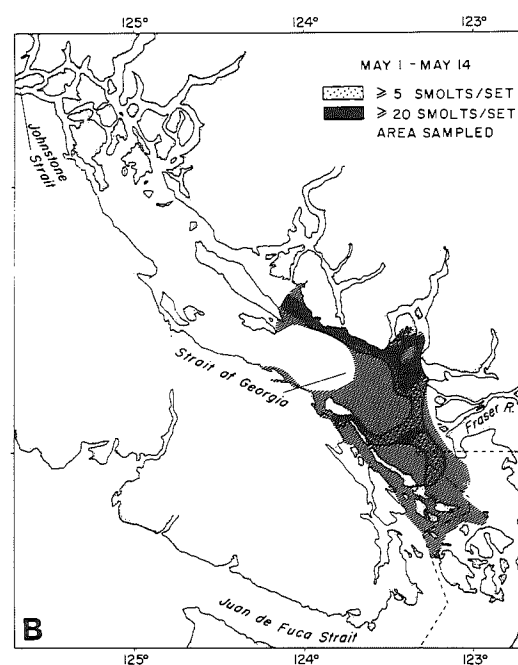 125° 124° 123°
MAY 1 – MAY 14
≥ 5 SMOLTS/SET
≥ 20 SMOLTS/SET
AREA SAMPLED
Johnstone
Strait
Strait of Georgia
Fraser R.
Juan de Fuca Strait
B
125° 124° 123°